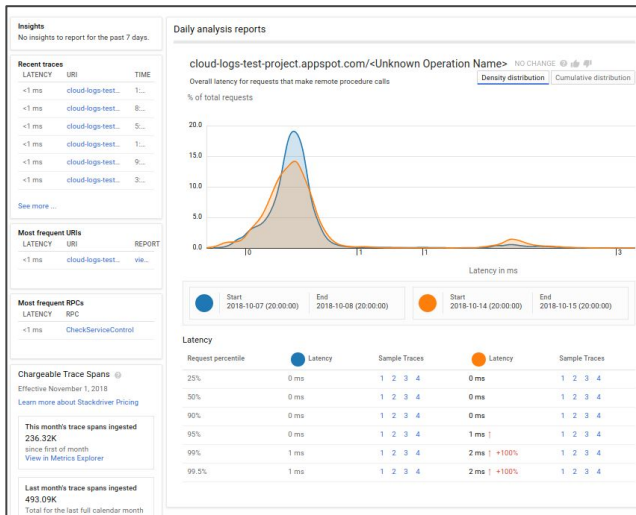 Insights
No insights to report for the past 7 days.
Recent traces
LATENCY URI TIME
<1 ms cloud-logs-test... 1:...
<1 ms cloud-logs-test... 8:...
<1 ms cloud-logs-test... 5:...
<1 ms cloud-logs-test... 1:...
<1 ms cloud-logs-test... 9:...
<1 ms cloud-logs-test... 3:...
See more ...
Most frequent URIs
LATENCY URI REPORT
<1 ms cloud-logs-test... vie...
Most frequent RPCs
LATENCY RPC
<1 ms CheckServiceControl
Chargeable Trace Spans
Effective November 1, 2018
Learn more about Stackdriver Pricing
This month's trace spans ingested
236.32K
since first of month
View in Metrics Explorer
Last month's trace spans ingested
493.09K
Total for the last full calendar month
Daily analysis reports
cloud-logs-test-project.appspot.com/<Unknown Operation Name> NO CHANGE
Overall latency for requests that make remote procedure calls
Density distribution Cumulative distribution
% of total requests
20.0
15.0
10.0
5.0
0.0
0 1 1 3
Latency in ms
Start End
2018-10-07 (20:00:00) 2018-10-08 (20:00:00)
Start End
2018-10-14 (20:00:00) 2018-10-15 (20:00:00)
Latency
Request percentile Latency Sample Traces Latency Sample Traces
25% 0 ms 1 2 3 4 0 ms 1 2 3 4
50% 0 ms 1 2 3 4 0 ms 1 2 3 4
90% 0 ms 1 2 3 4 0 ms 1 2 3 4
95% 0 ms 1 2 3 4 1 ms ↑ 1 2 3 4
99% 1 ms 1 2 3 4 2 ms ↑ +100% 1 2 3 4
99.5% 1 ms 1 2 3 4 2 ms ↑ +100% 1 2 3 4